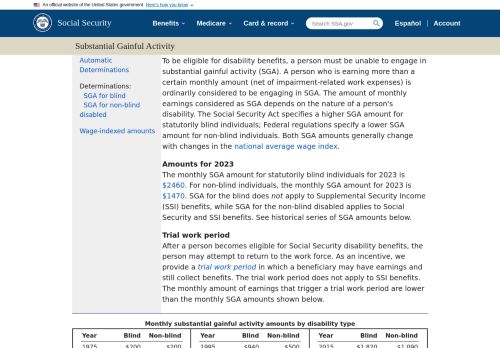 An official website of the United States government Here's how you know
Social Security
Benefits
Medicare
Card & record
Search SSA.gov
Español
Account
Substantial Gainful Activity
Automatic
Determinations
Determinations:
SGA for blind
SGA for non-blind
disabled
Wage-indexed amounts
To be eligible for disability benefits, a person must be unable to engage in
substantial gainful activity (SGA). A person who is earning more than a
certain monthly amount (net of impairment-related work expenses) is
ordinarily considered to be engaging in SGA. The amount of monthly
earnings considered as SGA depends on the nature of a person's
disability. The Social Security Act specifies a higher SGA amount for
statutorily blind individuals; Federal regulations specify a lower SGA
amount for non-blind individuals. Both SGA amounts generally change
with changes in the national average wage index.
Amounts for 2023
The monthly SGA amount for statutorily blind individuals for 2023 is
$2460. For non-blind individuals, the monthly SGA amount for 2023 is
$1470. SGA for the blind does not apply to Supplemental Security Income
(SSI) benefits, while SGA for the non-blind disabled applies to Social
Security and SSI benefits. See historical series of SGA amounts below.
Trial work period
After a person becomes eligible for Social Security disability benefits, the
person may attempt to return to the work force. As an incentive, we
provide a trial work period in which a beneficiary may have earnings and
still collect benefits. The trial work period does not apply to SSI benefits.
The monthly amount of earnings that trigger a trial work period are lower
than the monthly SGA amounts shown below.
Monthly substantial gainful activity amounts by disability type
Year Blind Non-blind Year Blind Non-blind Year Blind Non-blind
1975 $200 $200 1995 $940 $500 2015 $1,820 $1,090